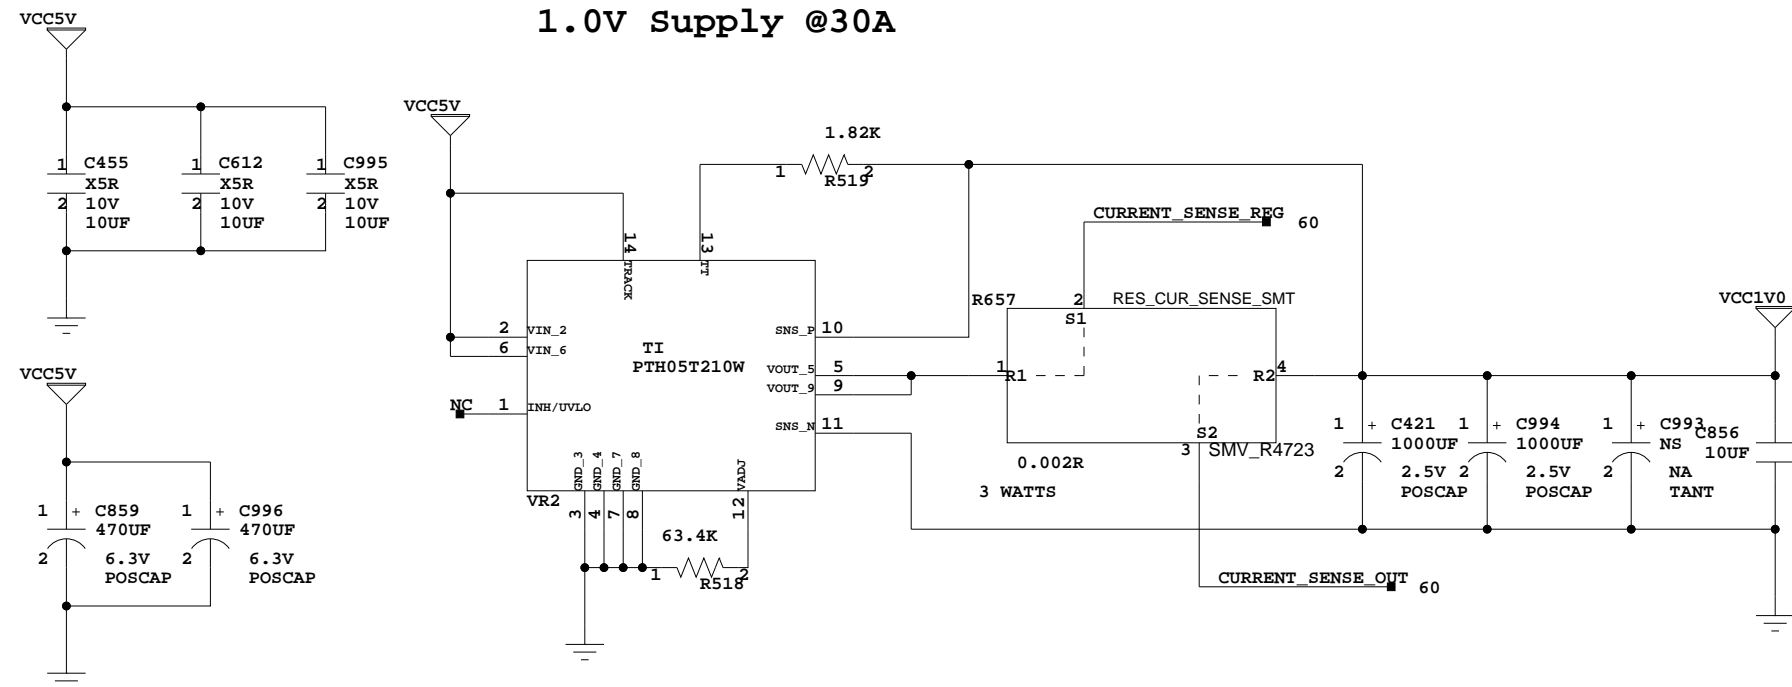 1.0V Supply @30A
VCC5V
1 C455
X5R
2 10V
10UF
1 C612
X5R
2 10V
10UF
1 C995
X5R
2 10V
10UF
VCC5V
1 + C859
470UF
2 6.3V
POSCAP
1 + C996
470UF
2 6.3V
POSCAP
VCC5V
1.82K
1 2
R519
14
TRACK
13
TT
2 VIN_2
6 VIN_6
NC 1 INH/UVLO
TI
PTH05T210W
SNS_P 10
VOUT_5 5
VOUT_9 9
SNS_N 11
GND_3
GND_4
GND_7
GND_8
VADJ
VR2
3
4
7
8
12
63.4K
1 2
R518
CURRENT_SENSE_REG 60
R657 2 RES_CUR_SENSE_SMT
S1
1 R1
R2 4
S2
3 SMV_R4723
0.002R
3 WATTS
CURRENT_SENSE_OUT 60
VCC1V0
1 + C421
1000UF
2 2.5V
POSCAP
1 + C994
1000UF
2 2.5V
POSCAP
1 + C993
NS
2 NA
TANT
C856
10UF